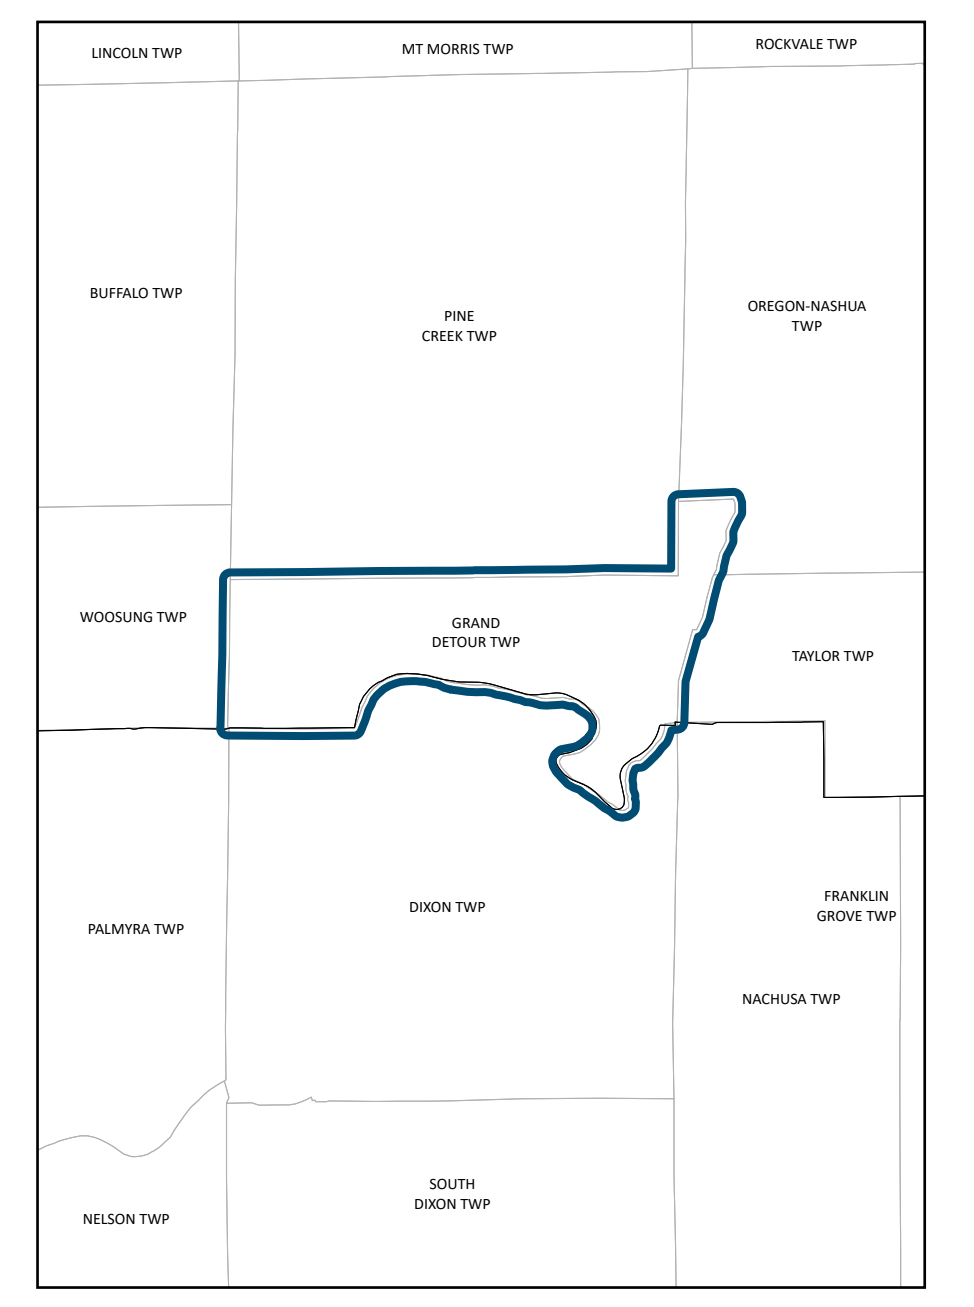 LINCOLN TWP
MT MORRIS TWP
ROCKVALE TWP
BUFFALO TWP
PINE
CREEK TWP
OREGON-NASHUA
TWP
WOOSUNG TWP
GRAND
DETOUR TWP
TAYLOR TWP
PALMYRA TWP
DIXON TWP
FRANKLIN
GROVE TWP
NACHUSA TWP
NELSON TWP
SOUTH
DIXON TWP